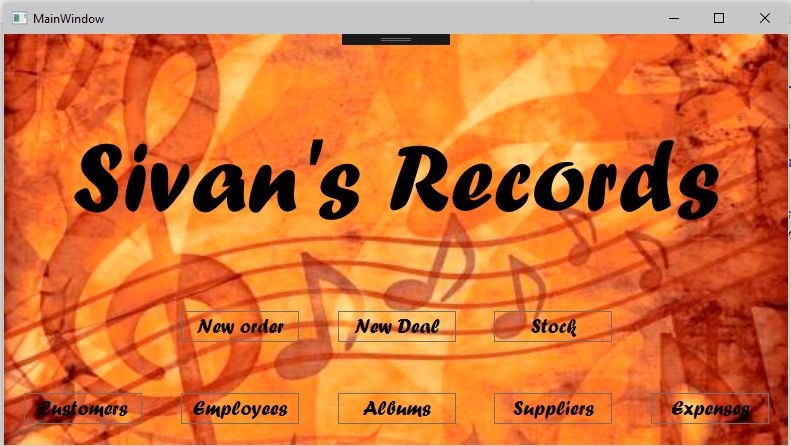 MainWindow
Sivan's Records
New order New Deal Stock
Customers Employees Albums Suppliers Expenses